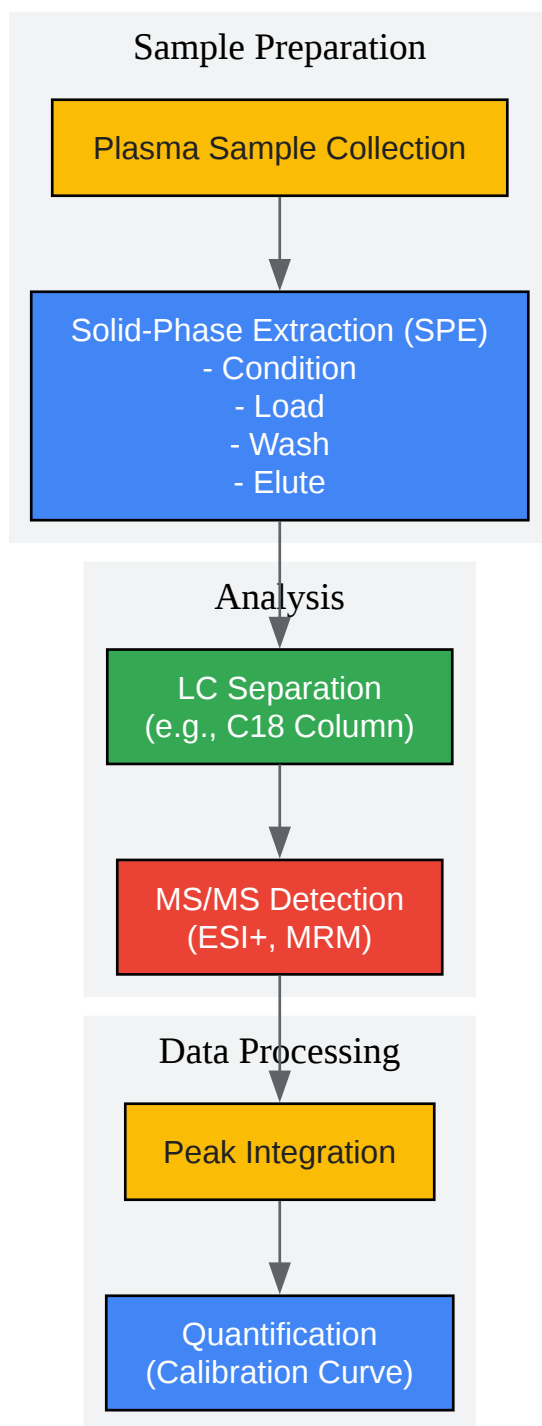 Sample Preparation
Plasma Sample Collection
Solid-Phase Extraction (SPE)
- Condition
- Load
- Wash
- Elute
Analysis
LC Separation
(e.g., C18 Column)
MS/MS Detection
(ESI+, MRM)
Data Processing
Peak Integration
Quantification
(Calibration Curve)